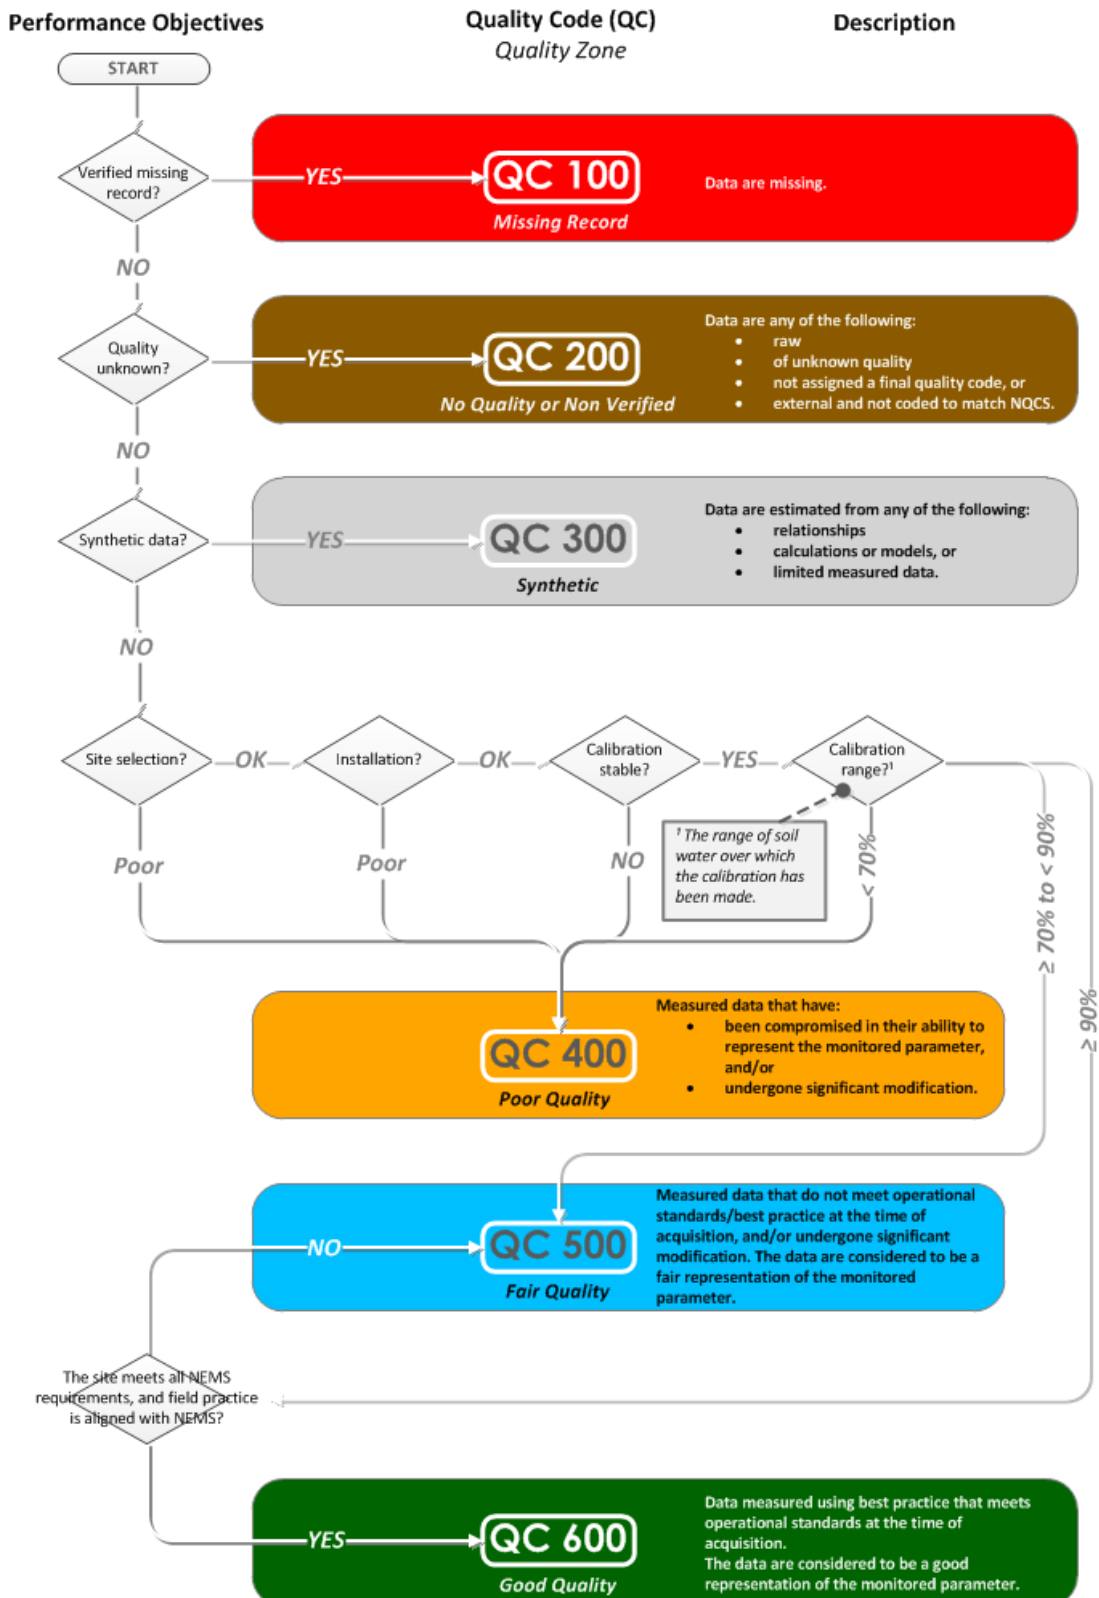 Performance Objectives
Quality Code (QC)
Quality Zone
Description
START
Verified missing
record?
YES
QC 100
Missing Record
Data are missing.
NO
Quality
unknown?
YES
QC 200
No Quality or Non Verified
Data are any of the following:
• raw
• of unknown quality
• not assigned a final quality code, or
• external and not coded to match NQCS.
NO
Synthetic data?
YES
QC 300
Synthetic
Data are estimated from any of the following:
• relationships
• calculations or models, or
• limited measured data.
NO
Site selection?
OK
Installation?
OK
Calibration
stable?
YES
Calibration
range?¹
Poor
Poor
NO
¹ The range of soil
water over which
the calibration has
been made.
< 70%
≥ 70% to < 90%
≥ 90%
QC 400
Poor Quality
Measured data that have:
• been compromised in their ability to
represent the monitored parameter,
and/or
• undergone significant modification.
NO
QC 500
Fair Quality
Measured data that do not meet operational
standards/best practice at the time of
acquisition, and/or undergone significant
modification. The data are considered to be a
fair representation of the monitored
parameter.
The site meets all NEMS
requirements, and field practice
is aligned with NEMS?
YES
QC 600
Good Quality
Data measured using best practice that meets
operational standards at the time of
acquisition.
The data are considered to be a good
representation of the monitored parameter.